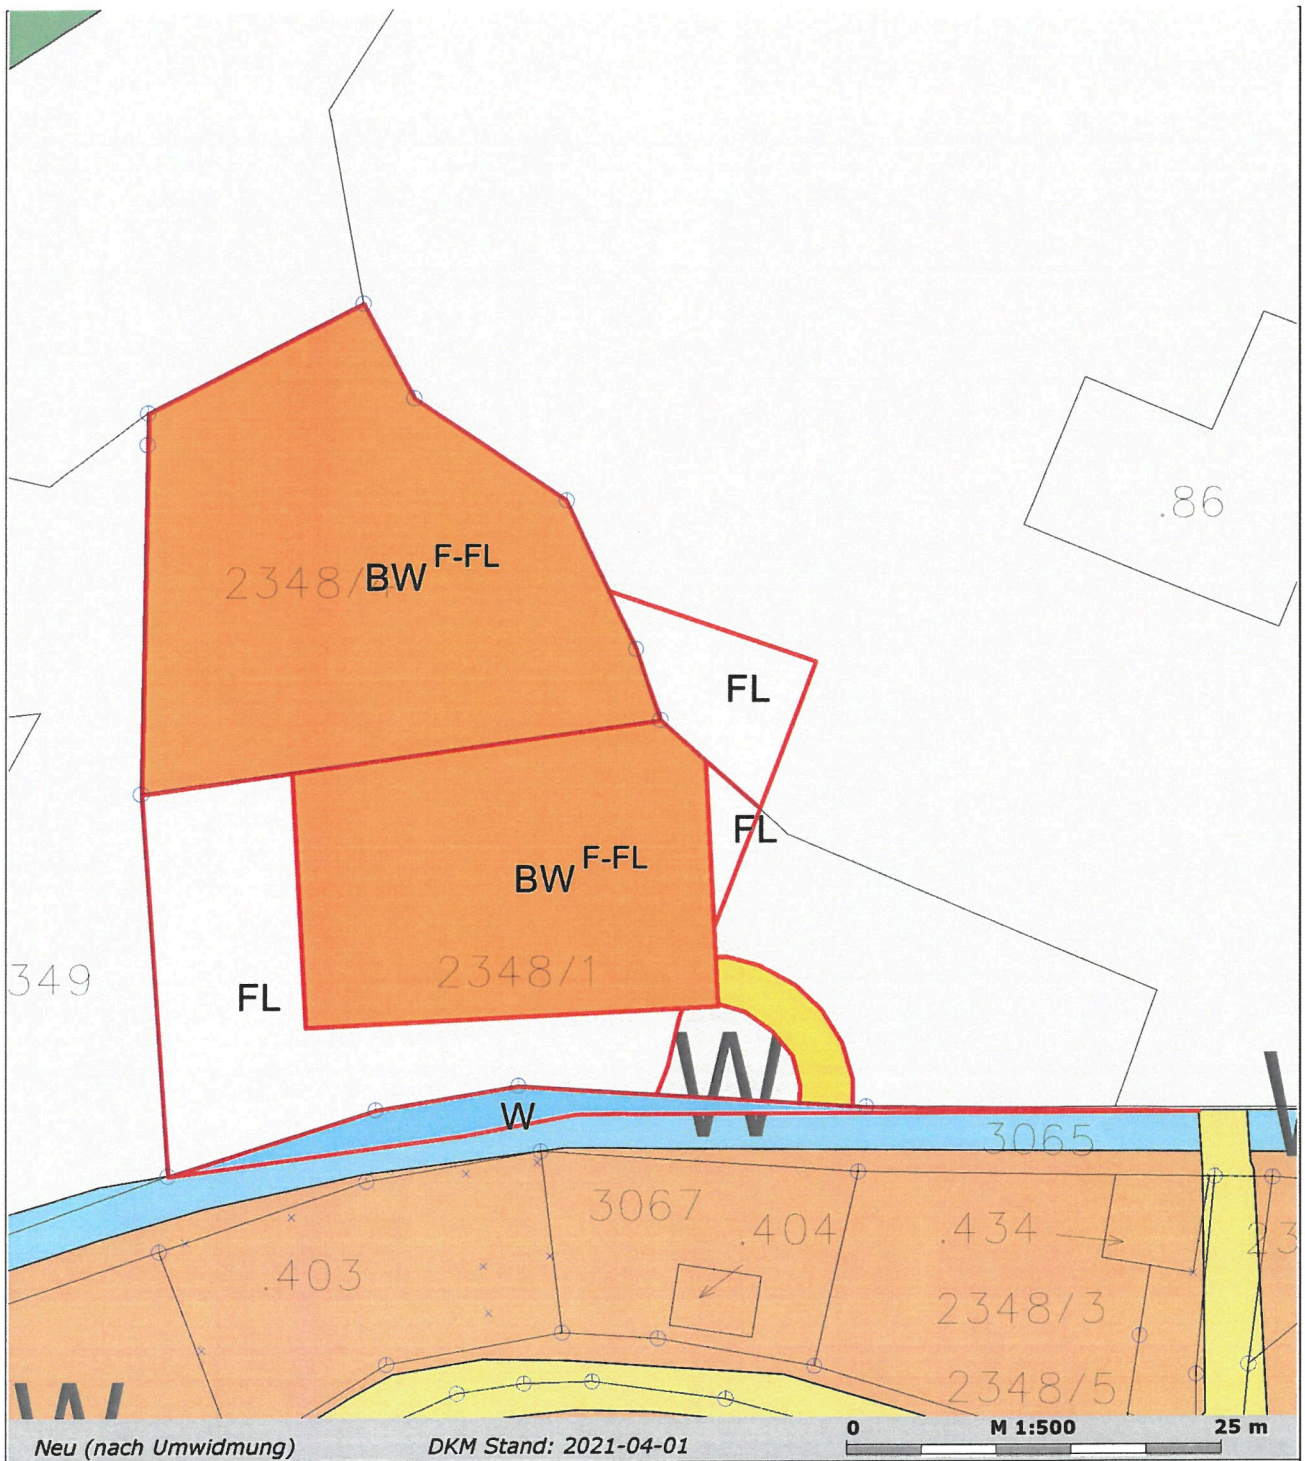 .86
2348/4
BW F-FL
FL
FL
BW F-FL
2348/1
349
FL
W
W
3065
3067
.404
.434
.403
2348/3
2348/5
W
Neu (nach Umwidmung)
DKM Stand: 2021-04-01
0 M 1:500 25 m